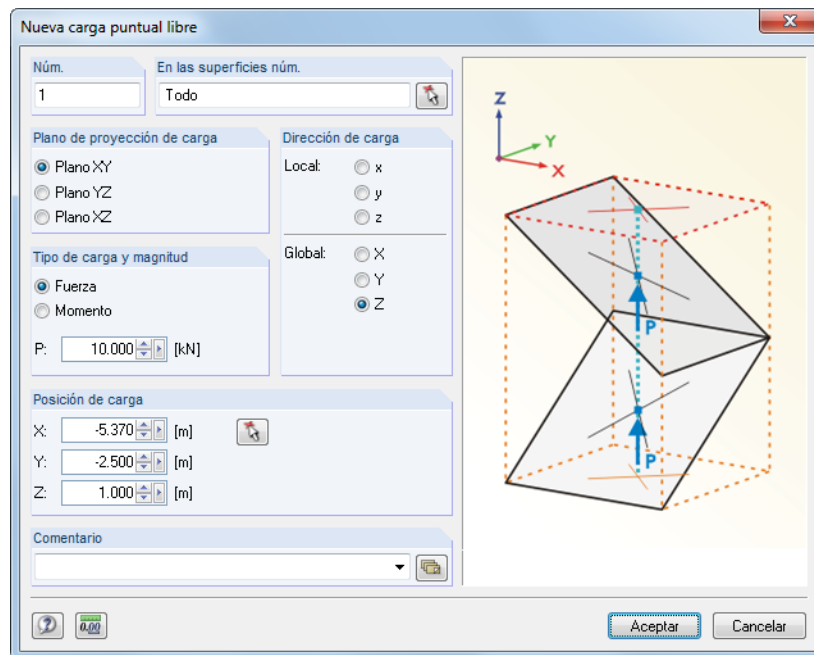 Nueva carga puntual libre
Núm.
1
En las superficies núm.
Todo
Plano de proyección de carga
Plano XY
Plano YZ
Plano XZ
Dirección de carga
Local:
x
y
z
Global:
X
Y
Z
Tipo de carga y magnitud
Fuerza
Momento
P: 10.000 [kN]
Posición de carga
X: -5.370 [m]
Y: -2.500 [m]
Z: 1.000 [m]
Comentario
Z
Y
X
P
P
0.00
Aceptar
Cancelar